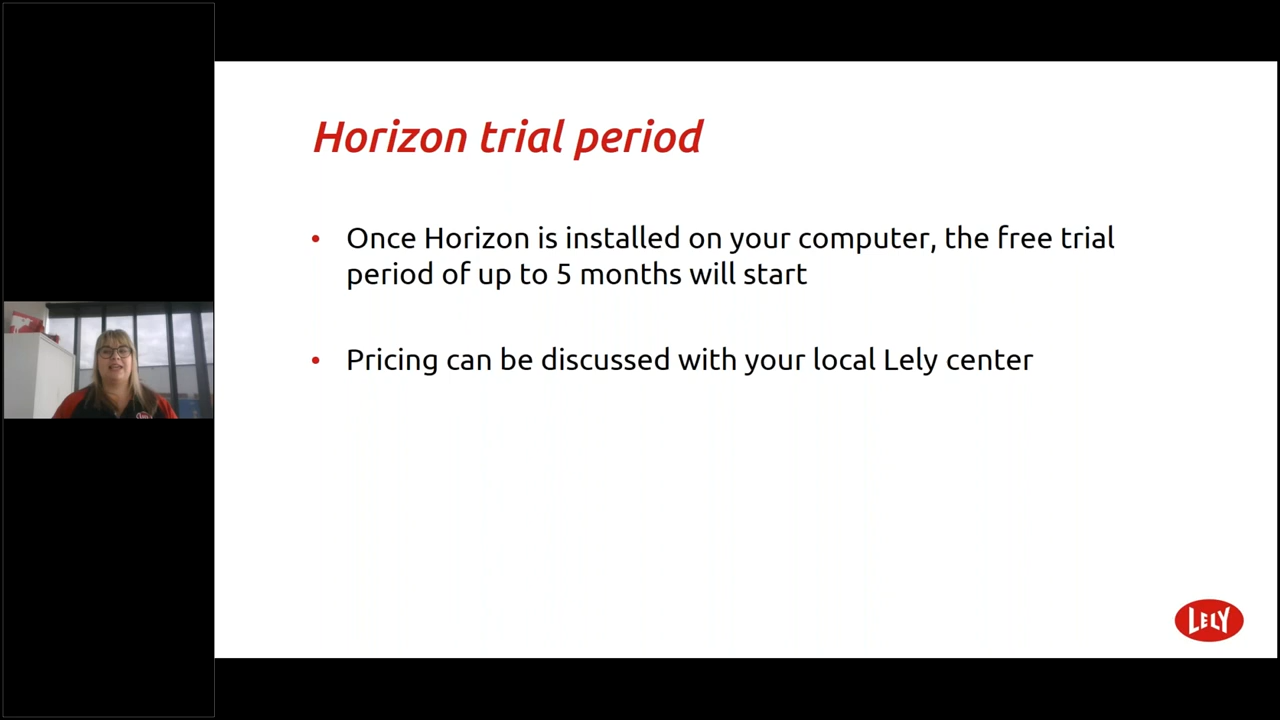 Horizon trial period
• Once Horizon is installed on your computer, the free trial
period of up to 5 months will start
• Pricing can be discussed with your local Lely center
LELY